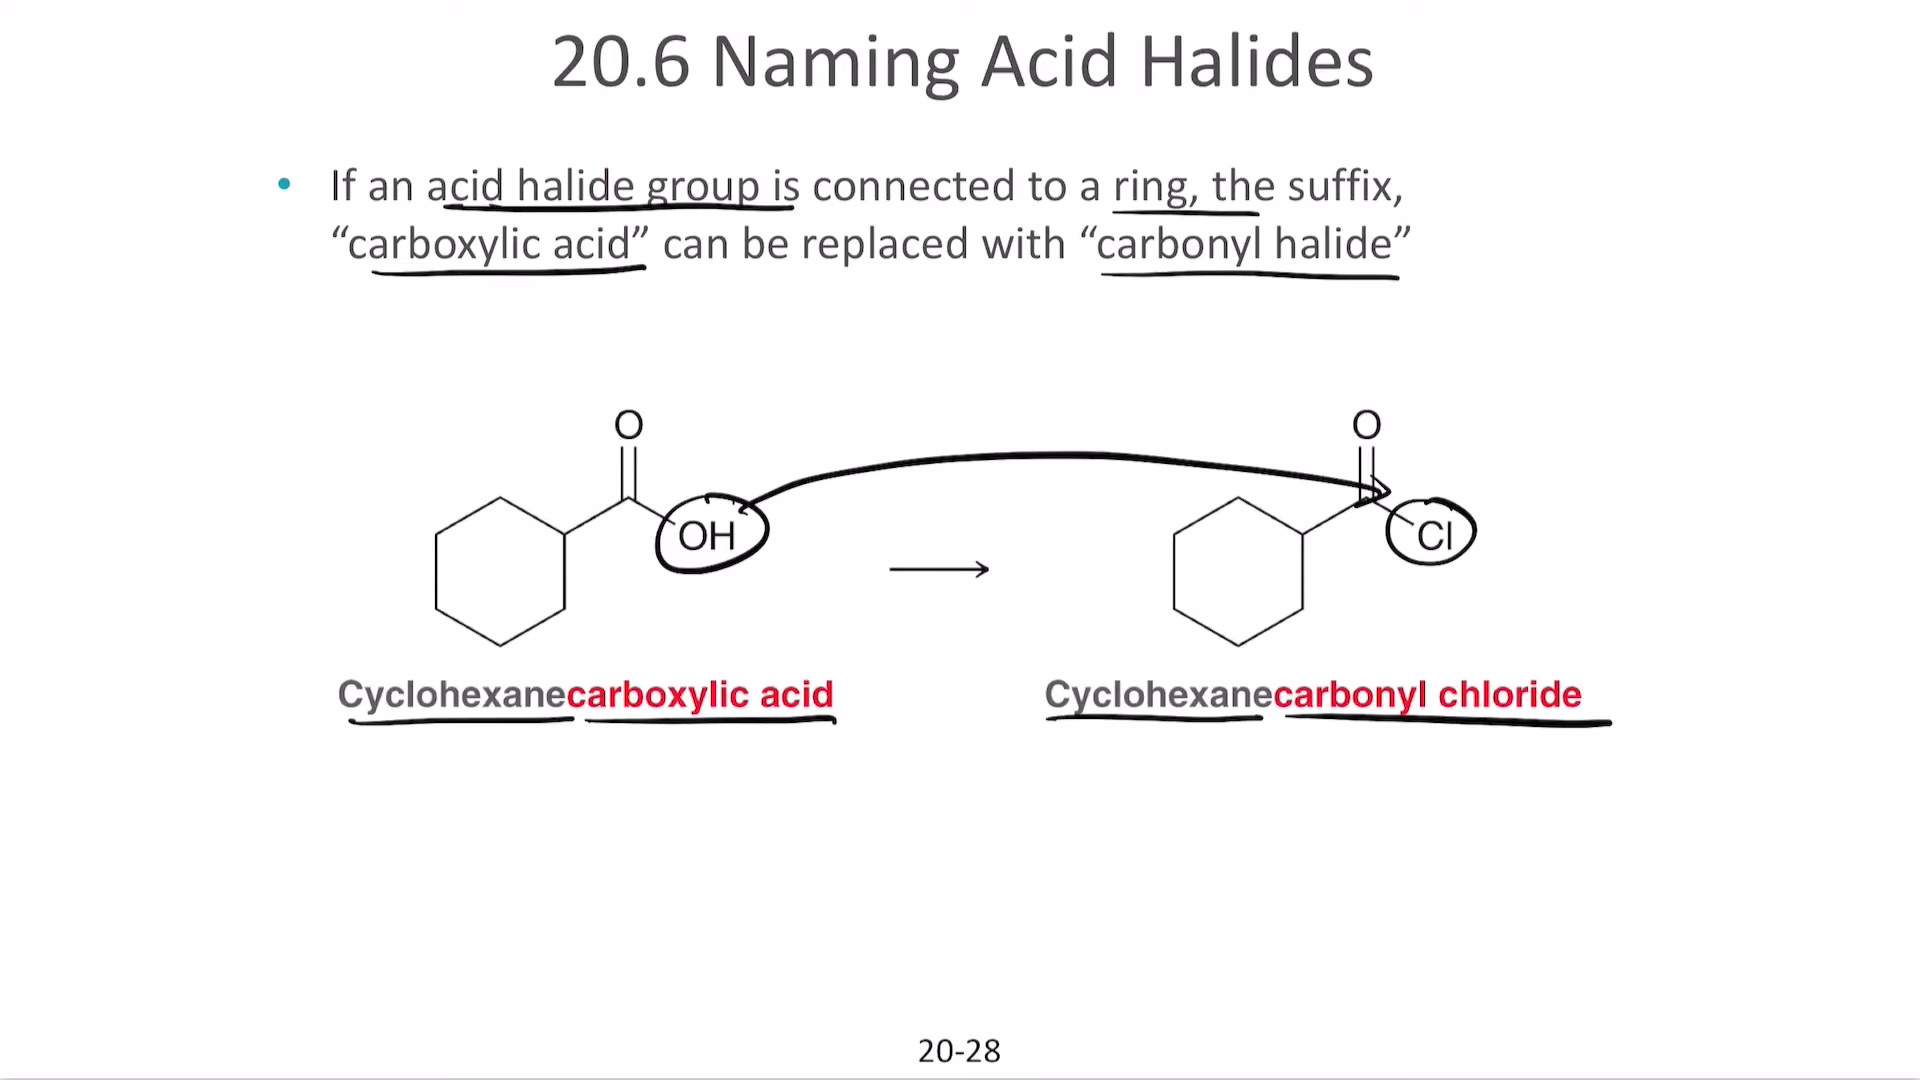 20.6 Naming Acid Halides
• If an acid halide group is connected to a ring, the suffix,
“carboxylic acid” can be replaced with “carbonyl halide”
O
OH
O
Cl
Cyclohexanecarboxylic acid
Cyclohexanecarbonyl chloride
20-28